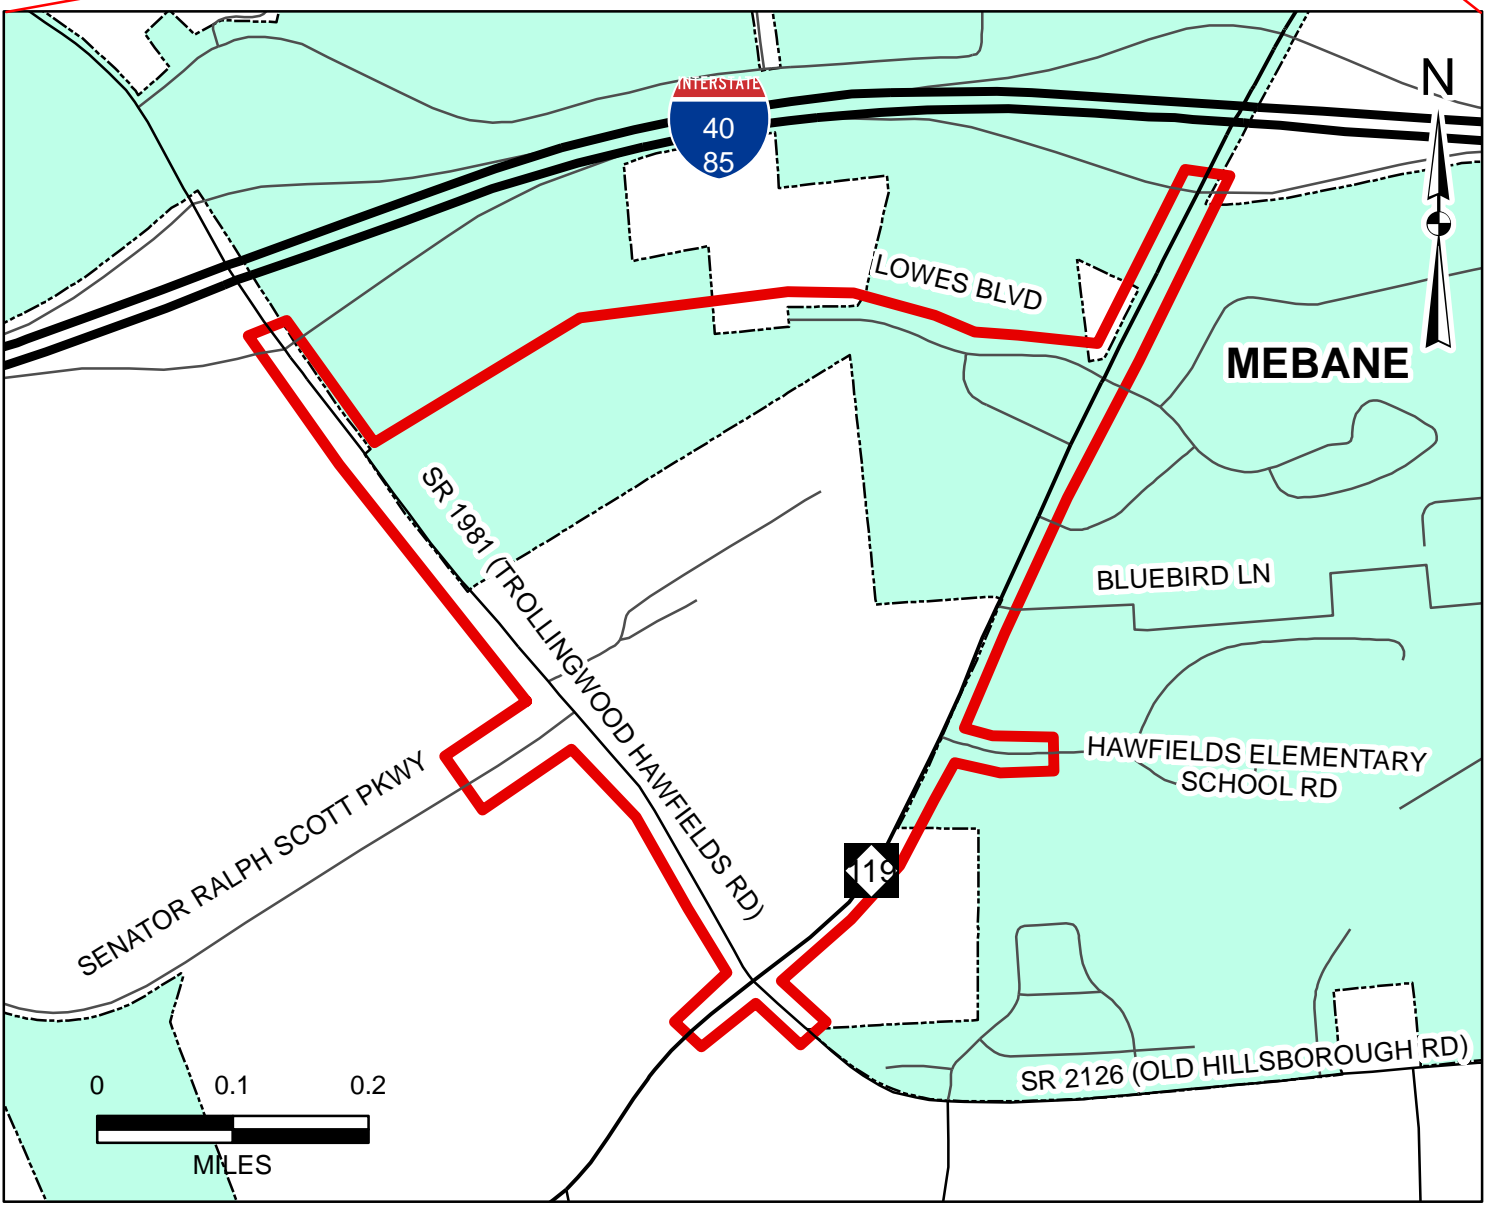 INTERSTATE
40
85
N
LOWES BLVD
MEBANE
SR 1981 (TROLLINGWOOD HAWFIELDS RD)
BLUEBIRD LN
HAWFIELDS ELEMENTARY
SCHOOL RD
SENATOR RALPH SCOTT PKWY
119
SR 2126 (OLD HILLSBOROUGH RD)
0 0.1 0.2
MILES